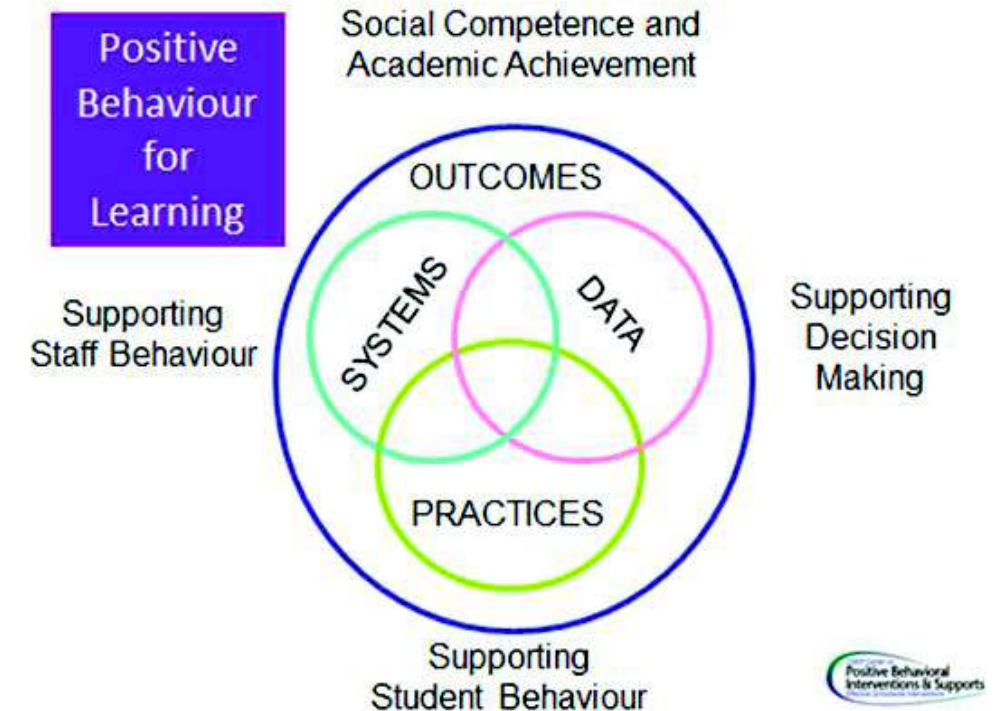 Positive
Behaviour
for
Learning
Social Competence and
Academic Achievement
OUTCOMES
SYSTEMS
DATA
PRACTICES
Supporting
Staff Behaviour
Supporting
Decision
Making
Supporting
Student Behaviour
Positive Behavioral
Interventions & Supports